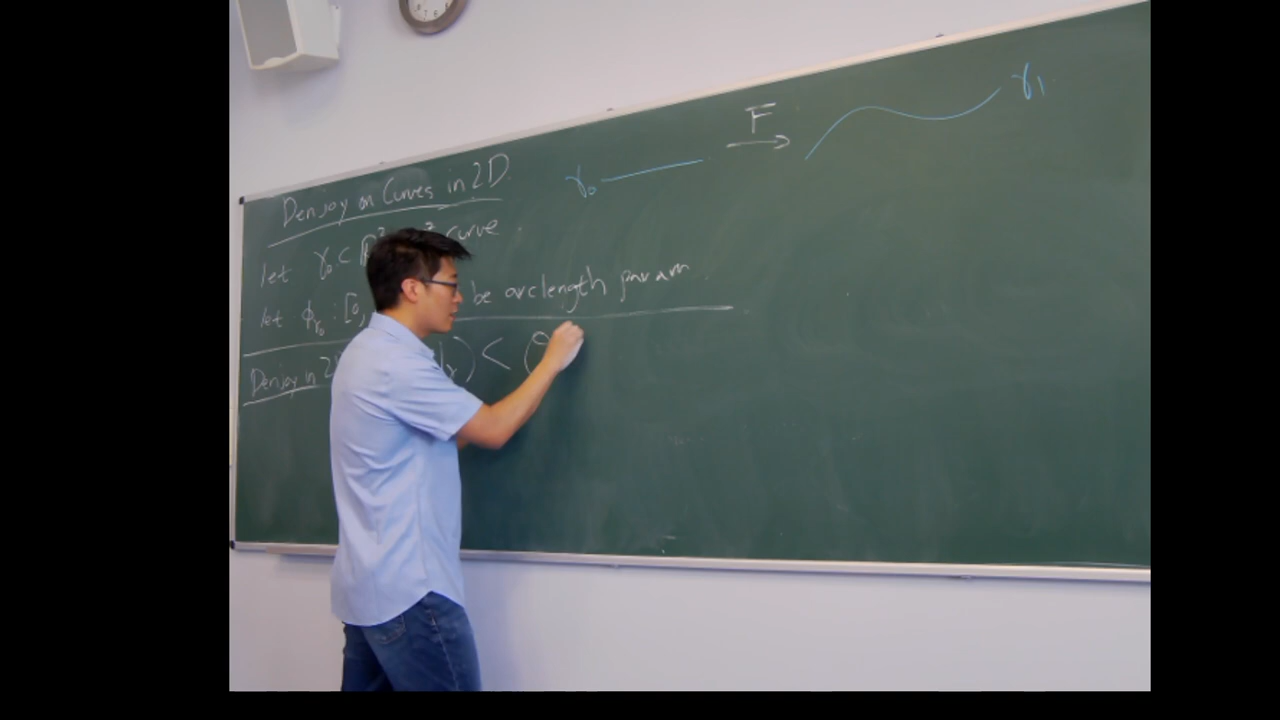 Denjoy on Curves in 2D.
let γ₀ ⊂ ℝ² curve
let ϕ_γ₀ : [0, be arclength param
Denjoy in 2 ) < (
γ₀
F
γ₁